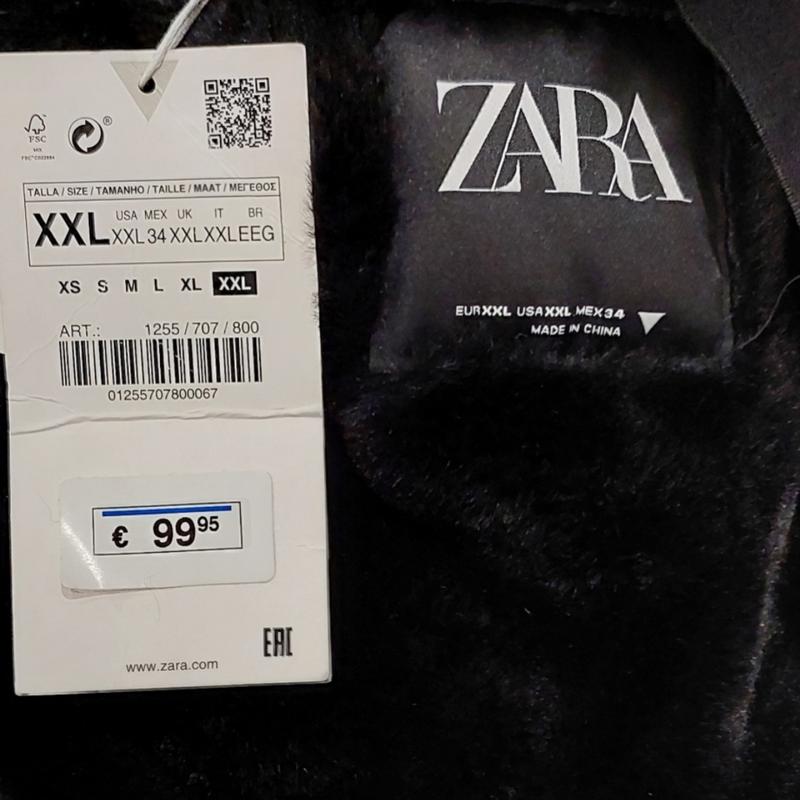 FSC
MIX
®
TALLA / SIZE / TAMANHO / TAILLE / MAAT / ΜΕΓΕΘΟΣ
USA MEX UK IT BR
XXL XXL 34 XXL XXL EEG
XS S M L XL XXL
ART.: 1255 / 707 / 800
01255707800067
€ 99 95
EAC
www.zara.com
ZARA
EUR XXL USA XXL MEX 34
MADE IN CHINA